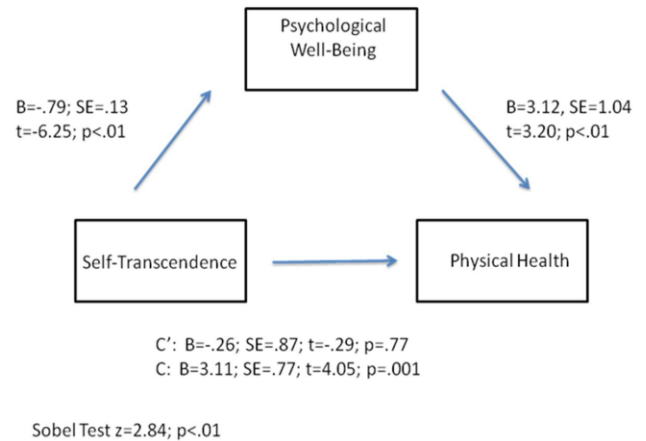 Psychological
Well-Being
B=-.79; SE=.13
t=-6.25; p<.01
B=3.12, SE=1.04
t=3.20; p<.01
Self-Transcendence
Physical Health
C’: B=-.26; SE=.87; t=-.29; p=.77
C: B=3.11; SE=.77; t=4.05; p=.001
Sobel Test z=2.84; p<.01